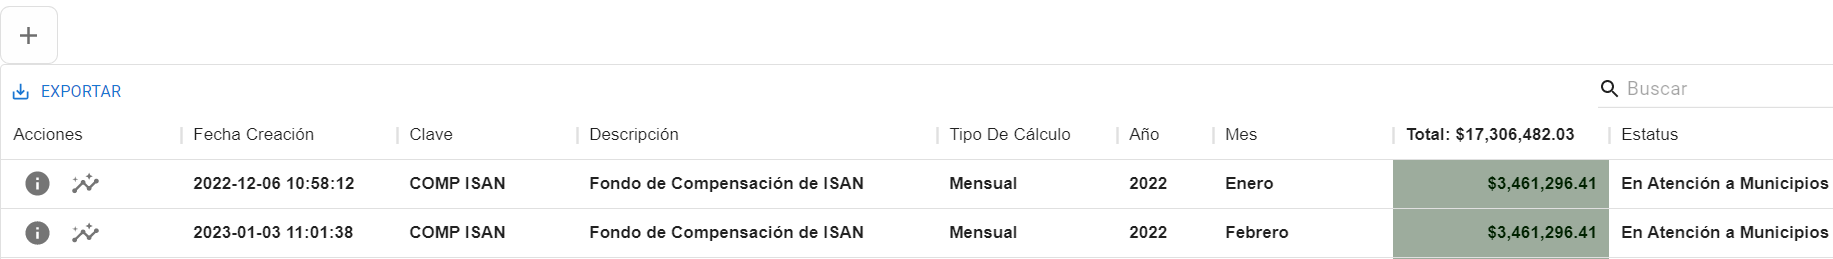 EXPORTAR
Buscar
Acciones Fecha Creación Clave Descripción Tipo De Cálculo Año Mes Total: $17,306,482.03 Estatus
2022-12-06 10:58:12 COMP ISAN Fondo de Compensación de ISAN Mensual 2022 Enero $3,461,296.41 En Atención a Municipios
2023-01-03 11:01:38 COMP ISAN Fondo de Compensación de ISAN Mensual 2022 Febrero $3,461,296.41 En Atención a Municipios